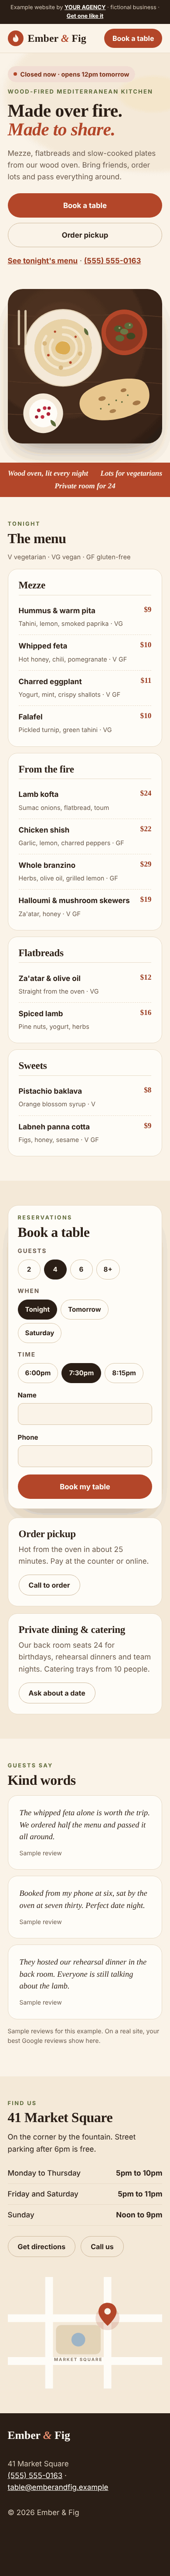 Example website by YOUR AGENCY · fictional business ·
Get one like it
Ember & Fig
Book a table
Closed now · opens 12pm tomorrow
WOOD-FIRED MEDITERRANEAN KITCHEN
Made over fire.
Made to share.
Mezze, flatbreads and slow-cooked plates
from our wood oven. Bring friends, order
lots and pass everything around.
Book a table
Order pickup
See tonight's menu · (555) 555-0163
Wood oven, lit every night
Lots for vegetarians
Private room for 24
TONIGHT
The menu
V vegetarian · VG vegan · GF gluten-free
Mezze
Hummus & warm pita $9
Tahini, lemon, smoked paprika · VG
Whipped feta $10
Hot honey, chili, pomegranate · V GF
Charred eggplant $11
Yogurt, mint, crispy shallots · V GF
Falafel $10
Pickled turnip, green tahini · VG
From the fire
Lamb kofta $24
Sumac onions, flatbread, toum
Chicken shish $22
Garlic, lemon, charred peppers · GF
Whole branzino $29
Herbs, olive oil, grilled lemon · GF
Halloumi & mushroom skewers $19
Za'atar, honey · V GF
Flatbreads
Za'atar & olive oil $12
Straight from the oven · VG
Spiced lamb $16
Pine nuts, yogurt, herbs
Sweets
Pistachio baklava $8
Orange blossom syrup · V
Labneh panna cotta $9
Figs, honey, sesame · V GF
RESERVATIONS
Book a table
GUESTS
2 4 6 8+
WHEN
Tonight Tomorrow
Saturday
TIME
6:00pm 7:30pm 8:15pm
Name
Phone
Book my table
Order pickup
Hot from the oven in about 25
minutes. Pay at the counter or online.
Call to order
Private dining & catering
Our back room seats 24 for
birthdays, rehearsal dinners and team
nights. Catering trays from 10 people.
Ask about a date
GUESTS SAY
Kind words
The whipped feta alone is worth the trip.
We ordered half the menu and passed it
all around.
Sample review
Booked from my phone at six, sat by the
oven at seven thirty. Perfect date night.
Sample review
They hosted our rehearsal dinner in the
back room. Everyone is still talking
about the lamb.
Sample review
Sample reviews for this example. On a real site, your
best Google reviews show here.
FIND US
41 Market Square
On the corner by the fountain. Street
parking after 6pm is free.
Monday to Thursday 5pm to 10pm
Friday and Saturday 5pm to 11pm
Sunday Noon to 9pm
Get directions
Call us
MARKET SQUARE
Ember & Fig
41 Market Square
(555) 555-0163 ·
table@emberandfig.example
© 2026 Ember & Fig